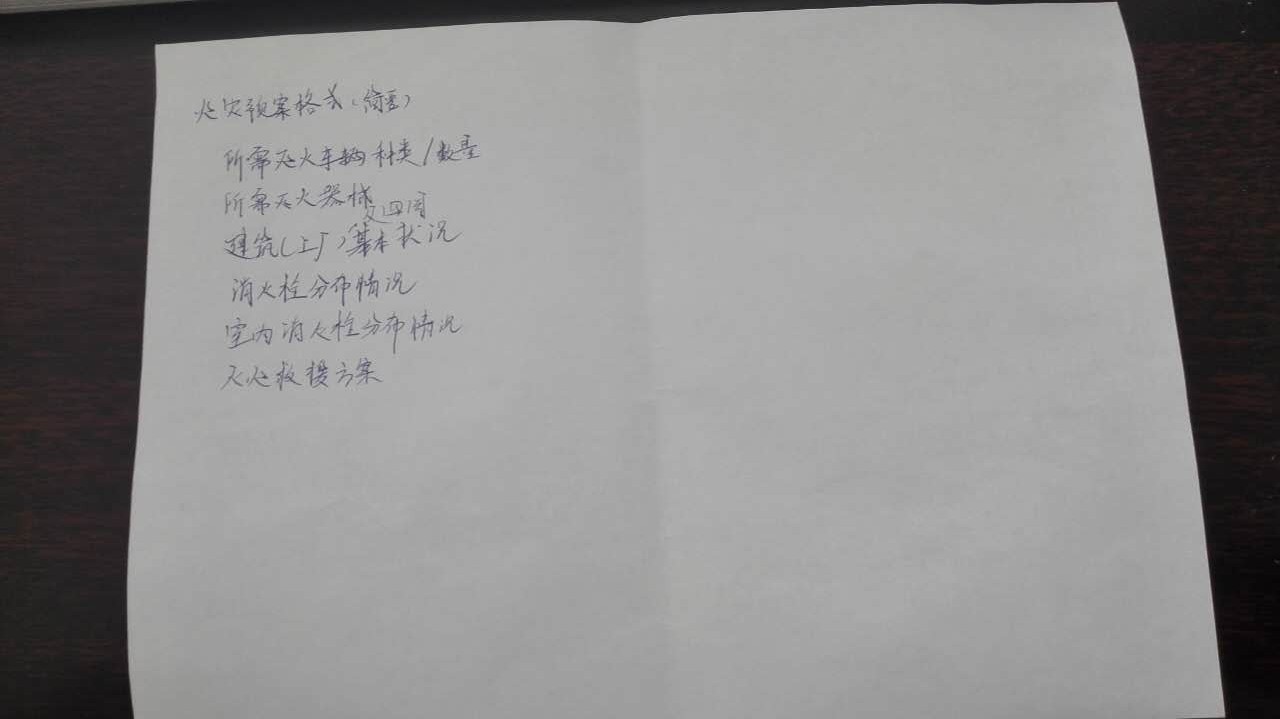 火灾预案格式（简要）
所需灭火车辆种类/数量
所需灭火器械
及四周
建筑（工厂）基本状况
消火栓分布情况
室内消火栓分布情况
灭火救援方案